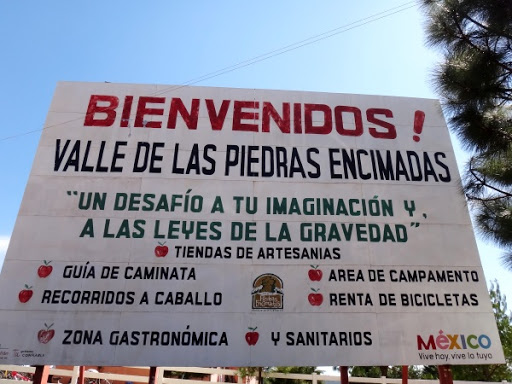 BIENVENIDOS!
VALLE DE LAS PIEDRAS ENCIMADAS
"UN DESAFÍO A TU IMAGINACIÓN Y,
A LAS LEYES DE LA GRAVEDAD"
TIENDAS DE ARTESANIAS
GUÍA DE CAMINATA
AREA DE CAMPAMENTO
RECORRIDOS A CABALLO
RENTA DE BICICLETAS
ZONA GASTRONÓMICA
Y SANITARIOS
MÉXICO
Vive hoy, vive lo tuyo